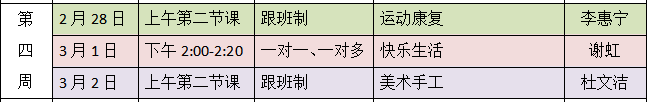 第四周
2月28日 上午第二节课 跟班制 运动康复 李惠宁
3月1日 下午2:00-2:20 一对一、一对多 快乐生活 谢虹
3月2日 上午第二节课 跟班制 美术手工 杜文洁